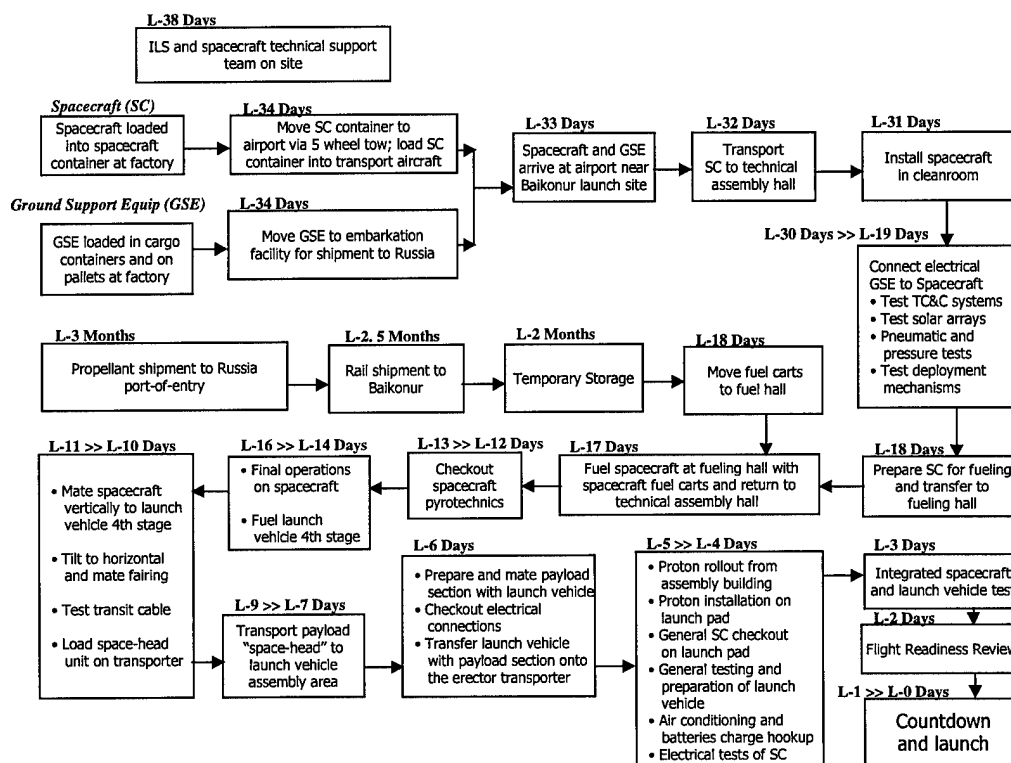 L-38 Days
ILS and spacecraft technical support
team on site
Spacecraft (SC)
Spacecraft loaded
into spacecraft
container at factory
L-34 Days
Move SC container to
airport via 5 wheel tow; load SC
container into transport aircraft
L-33 Days
Spacecraft and GSE
arrive at airport near
Baikonur launch site
L-32 Days
Transport
SC to technical
assembly hall
L-31 Days
Install spacecraft
in cleanroom
Ground Support Equip (GSE)
GSE loaded in cargo
containers and on
pallets at factory
L-34 Days
Move GSE to embarkation
facility for shipment to Russia
L-30 Days >> L-19 Days
Connect electrical
GSE to Spacecraft
• Test TC&C systems
• Test solar arrays
• Pneumatic and
pressure tests
• Test deployment
mechanisms
L-3 Months
Propellant shipment to Russia
port-of-entry
L-2. 5 Months
Rail shipment to
Baikonur
L-2 Months
Temporary Storage
L-18 Days
Move fuel carts
to fuel hall
L-18 Days
Prepare SC for fueling
and transfer to
fueling hall
L-17 Days
Fuel spacecraft at fueling hall with
spacecraft fuel carts and return to
technical assembly hall
L-13 >> L-12 Days
Checkout
spacecraft
pyrotechnics
L-16 >> L-14 Days
• Final operations
on spacecraft
• Fuel launch
vehicle 4th stage
L-11 >> L-10 Days
• Mate spacecraft
vertically to launch
vehicle 4th stage
• Tilt to horizontal
and mate fairing
• Test transit cable
• Load space-head
unit on transporter
L-9 >> L-7 Days
Transport payload
"space-head" to
launch vehicle
assembly area
L-6 Days
• Prepare and mate payload
section with launch vehicle
• Checkout electrical
connections
• Transfer launch vehicle
with payload section onto
the erector transporter
L-5 >> L-4 Days
• Proton rollout from
assembly building
• Proton installation on
launch pad
• General SC checkout
on launch pad
• General testing and
preparation of launch
vehicle
• Air conditioning and
batteries charge hookup
• Electrical tests of SC
L-3 Days
Integrated spacecraft
and launch vehicle test
L-2 Days
Flight Readiness Review
L-1 >> L-0 Days
Countdown
and launch